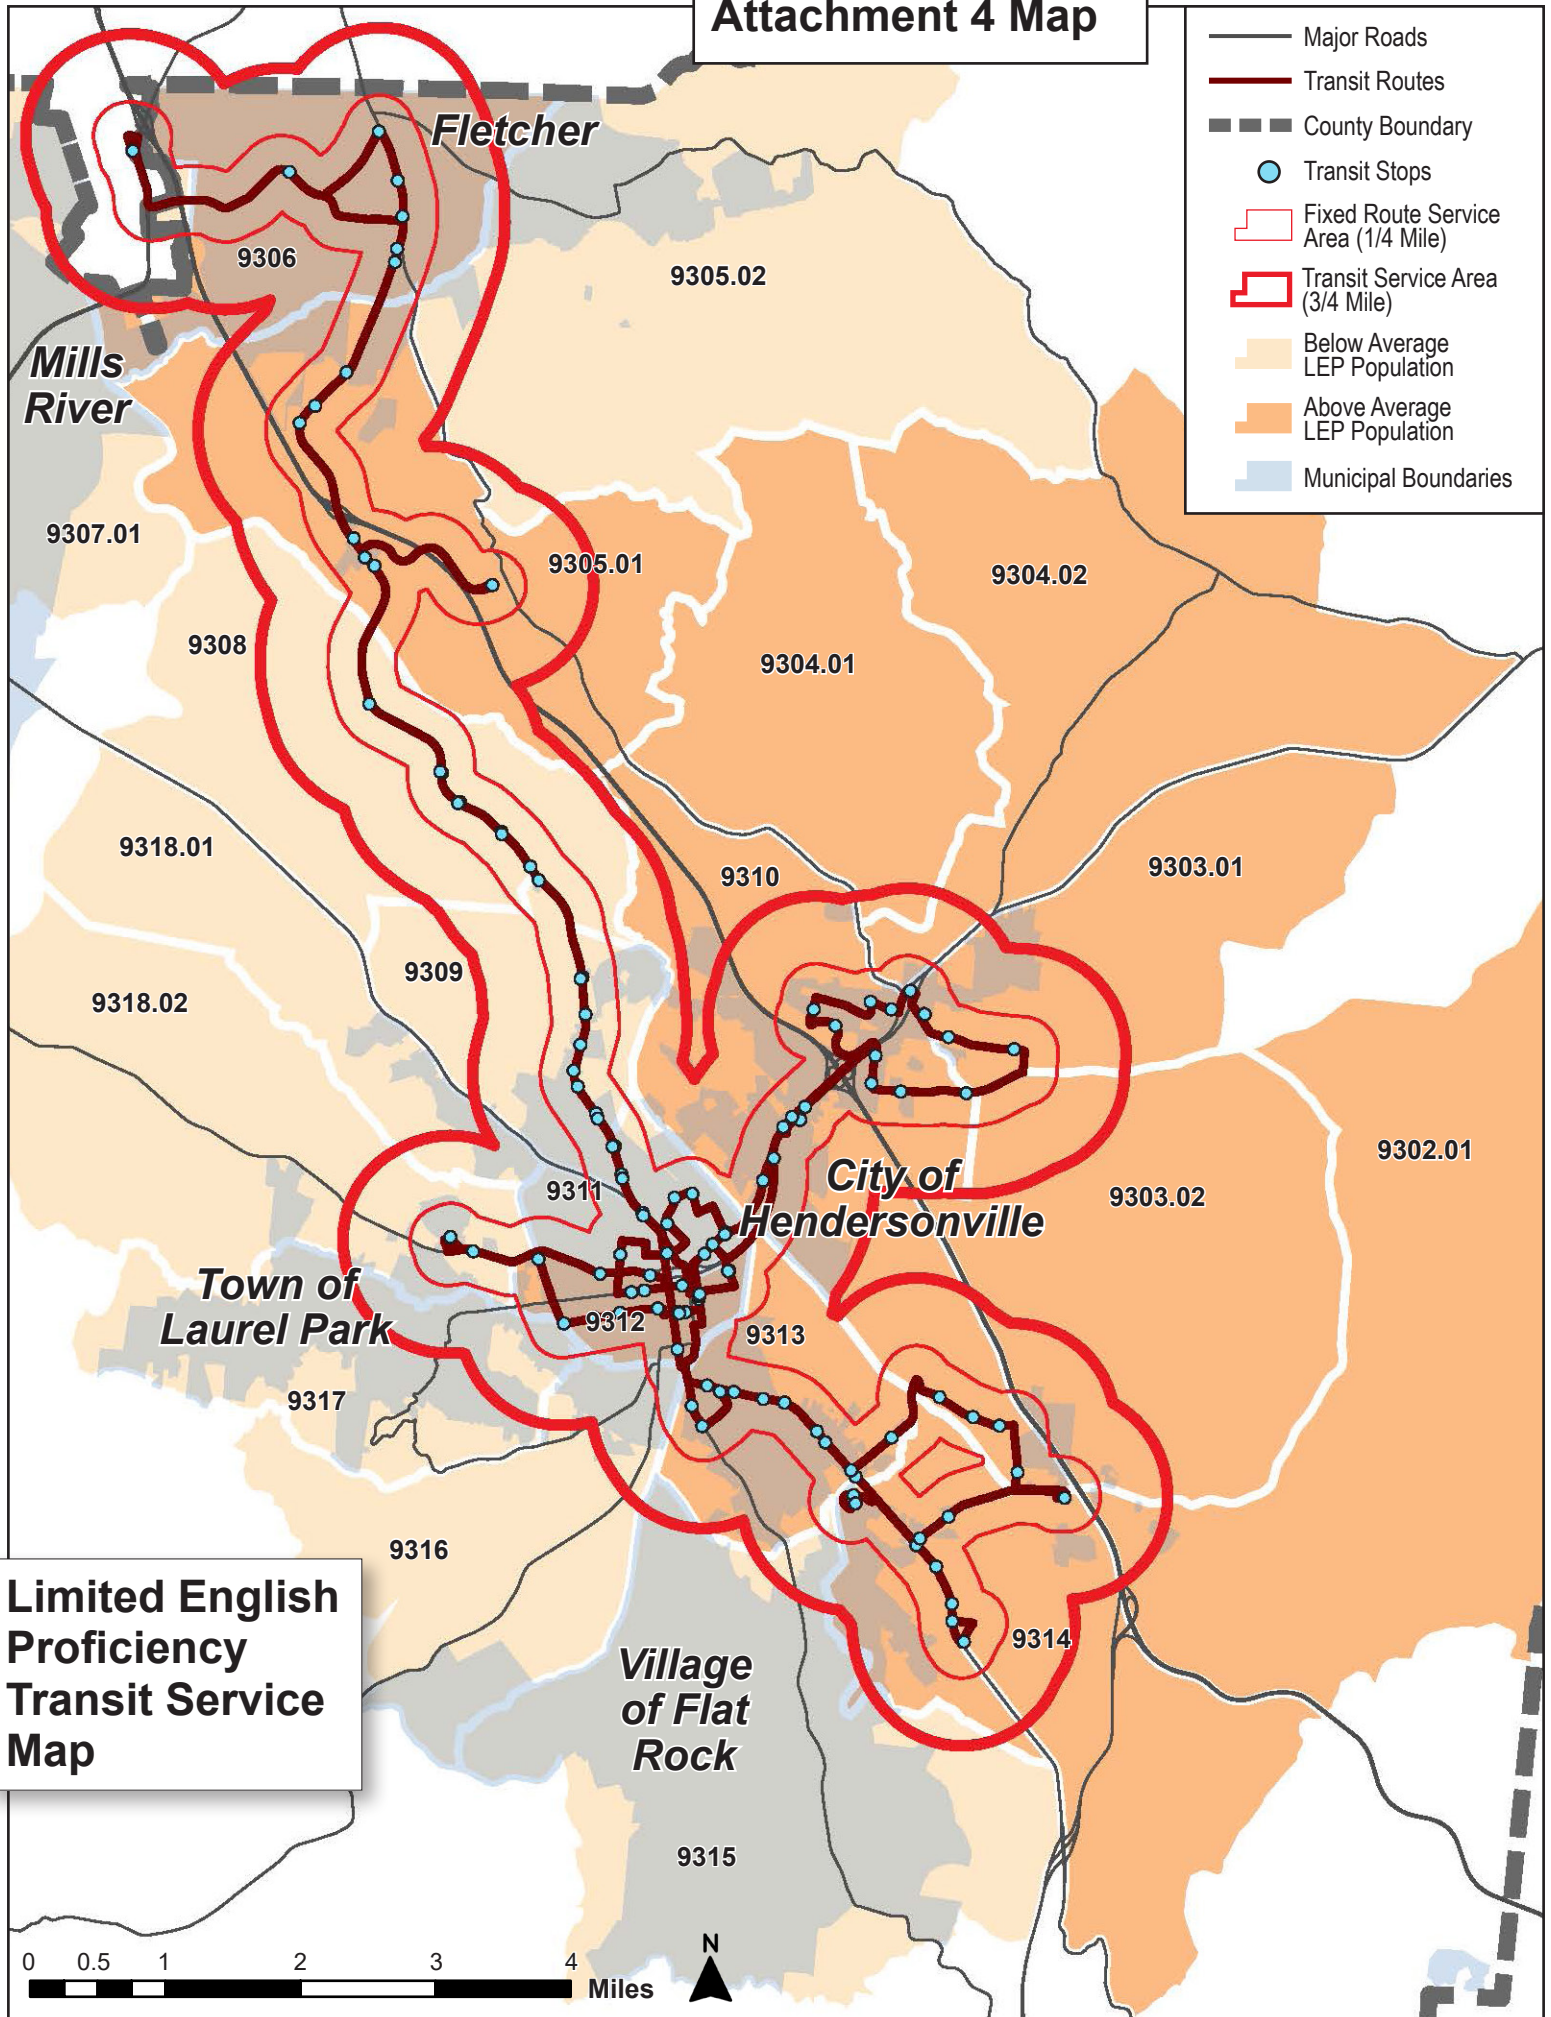 Attachment 4 Map
Major Roads
Transit Routes
County Boundary
Transit Stops
Fixed Route Service
Area (1/4 Mile)
Transit Service Area
(3/4 Mile)
Below Average
LEP Population
Above Average
LEP Population
Municipal Boundaries
Fletcher
9306
9305.02
Mills
River
9307.01
9305.01
9304.02
9308
9304.01
9318.01
9310
9303.01
9309
9318.02
9302.01
City of
Hendersonville
9311
9303.02
Town of
Laurel Park
9312
9313
9317
9316
Limited English
Proficiency
Transit Service
Map
9314
Village
of Flat
Rock
9315
N
0 0.5 1 2 3 4
Miles